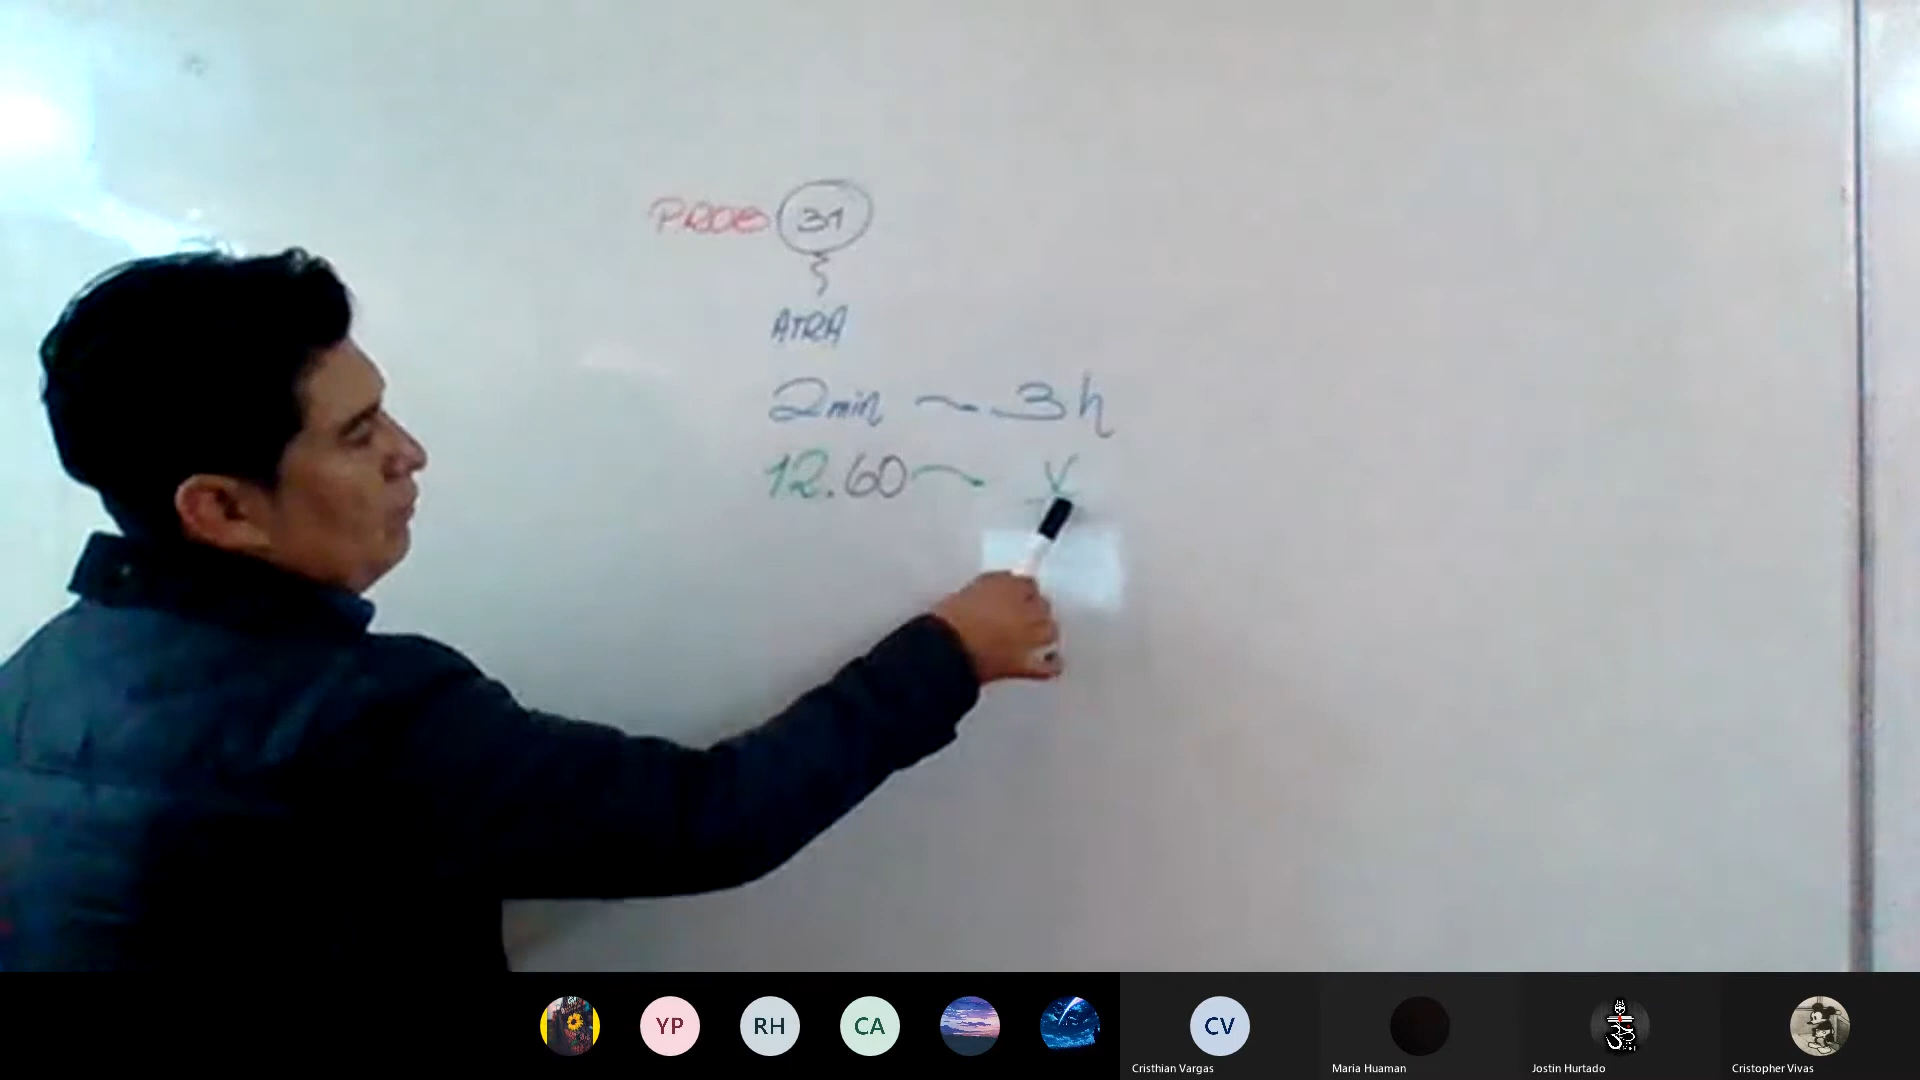 PROB 31
ATRA
2min ~ 3h
12.60 ~ X
YP
RH
CA
CV
Cristhian Vargas
Maria Huaman
Jostin Hurtado
Cristopher Vivas